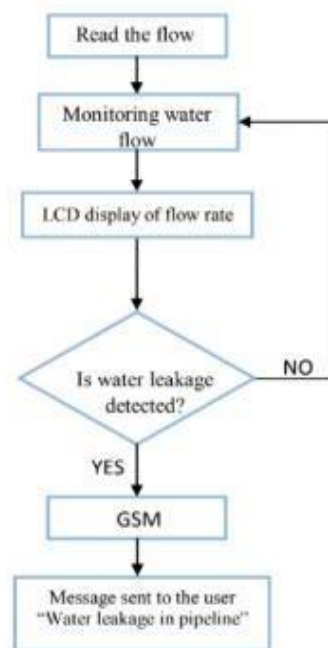 Read the flow
Monitoring water
flow
LCD display of flow rate
Is water leakage
detected?
NO
YES
GSM
Message sent to the user
“Water leakage in pipeline”